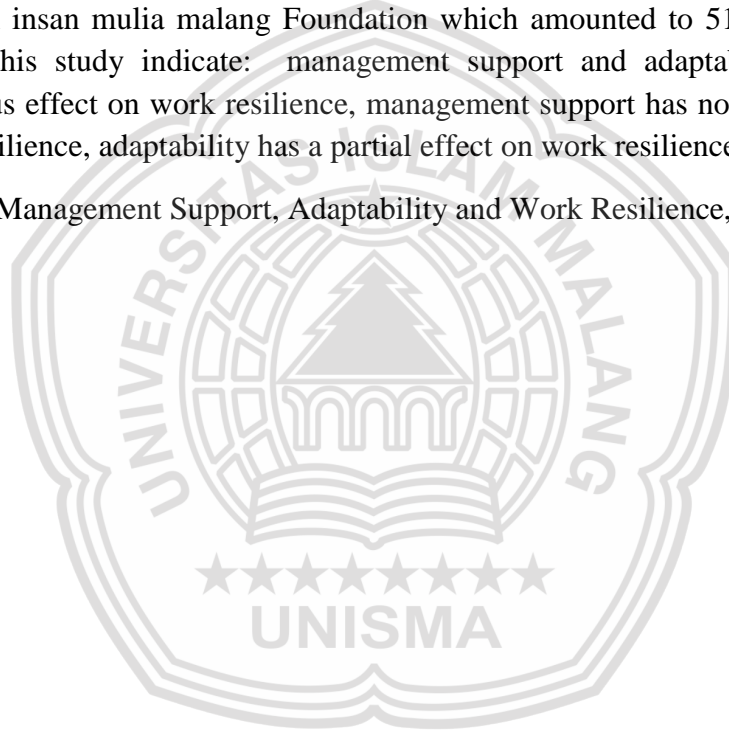 insan mulia malang Foundation which amounted to 51
his study indicate: management support and adaptab
us effect on work resilience, management support has no
ilience, adaptability has a partial effect on work resilience
Management Support, Adaptability and Work Resilience,
UNIVERSITAS ISLAM MALANG
UNISMA